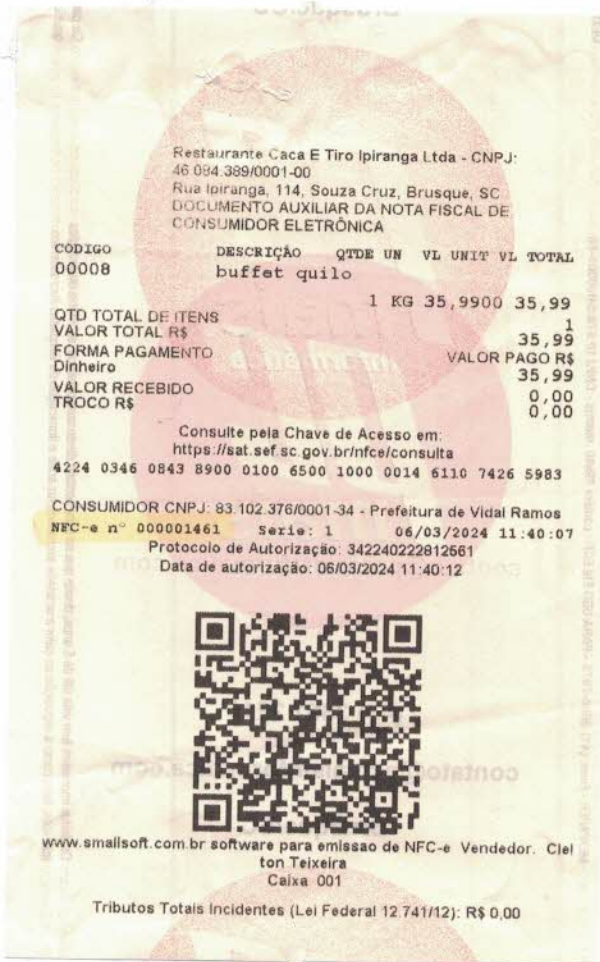 Restaurante Caca E Tiro Ipiranga Ltda - CNPJ:
46.084.389/0001-00
Rua Ipiranga, 114, Souza Cruz, Brusque, SC
DOCUMENTO AUXILIAR DA NOTA FISCAL DE
CONSUMIDOR ELETRÔNICA
CODIGO DESCRIÇÃO QTDE UN VL UNIT VL TOTAL
00008 buffet quilo
1 KG 35,9900 35,99
QTD TOTAL DE ITENS 1
VALOR TOTAL R$ 35,99
FORMA PAGAMENTO VALOR PAGO R$
Dinheiro 35,99
VALOR RECEBIDO 0,00
TROCO R$ 0,00
Consulte pela Chave de Acesso em:
https://sat.sef.sc.gov.br/nfce/consulta
4224 0346 0843 8900 0100 6500 1000 0014 6110 7426 5983
CONSUMIDOR CNPJ: 83.102.376/0001-34 - Prefeitura de Vidal Ramos
NFC-e nº 000001461 Serie: 1 06/03/2024 11:40:07
Protocolo de Autorização: 342240222812561
Data de autorização: 06/03/2024 11:40:12
www.smallsoft.com.br software para emissao de NFC-e Vendedor. Clei
ton Teixeira
Caixa 001
Tributos Totais Incidentes (Lei Federal 12.741/12): R$ 0,00